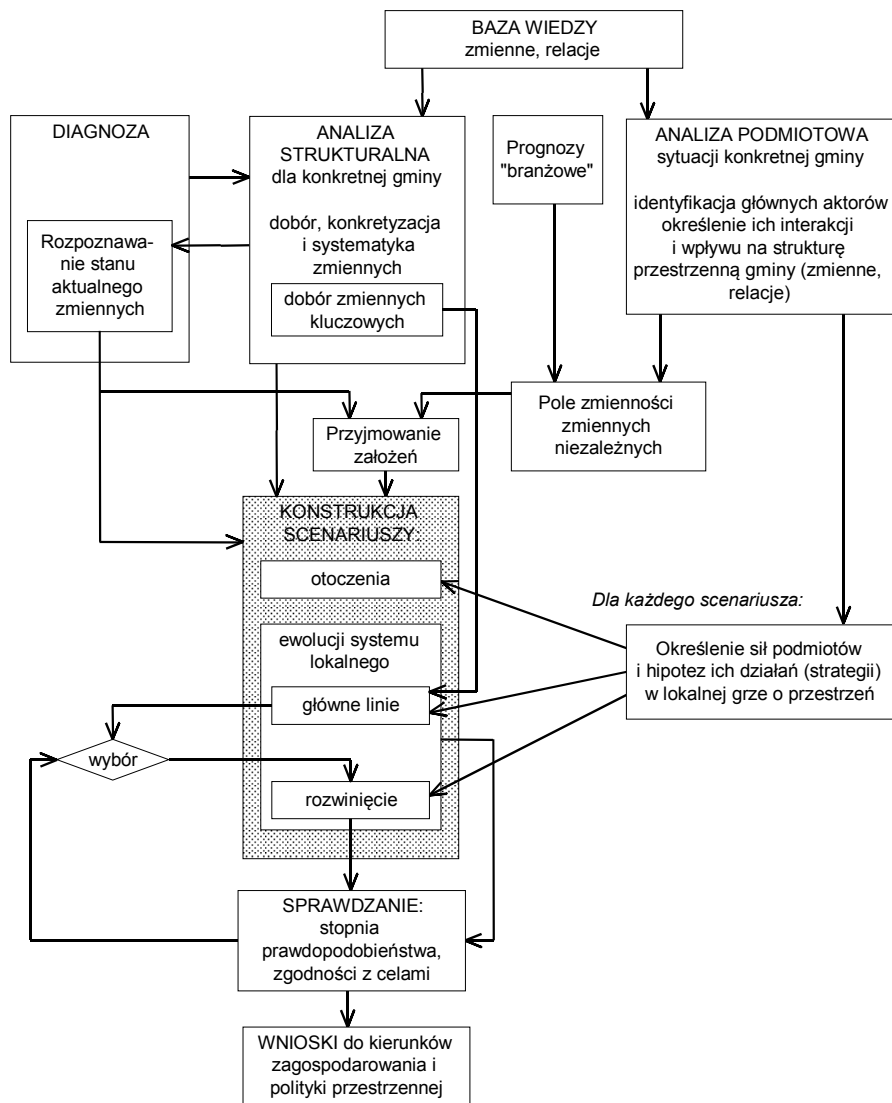 BAZA WIEDZY
zmienne, relacje
DIAGNOZA
Rozpoznawa-
nie stanu
aktualnego
zmiennych
ANALIZA
STRUKTURALNA
dla konkretnej gminy
dobór, konkretyzacja
i systematyka
zmiennych
dobór zmiennych
kluczowych
Prognozy
"branżowe"
ANALIZA PODMIOTOWA
sytuacji konkretnej gminy
identyfikacja głównych aktorów
określenie ich interakcji
i wpływu na strukturę
przestrzenną gminy (zmienne,
relacje)
Przyjmowanie
założeń
Pole zmienności
zmiennych
niezależnych
KONSTRUKCJA
SCENARIUSZY:
otoczenia
ewolucji systemu
lokalnego
główne linie
rozwinięcie
Dla każdego scenariusza:
Określenie sił podmiotów
i hipotez ich działań (strategii)
w lokalnej grze o przestrzeń
wybór
SPRAWDZANIE:
stopnia
prawdopodobieństwa,
zgodności z celami
WNIOSKI do kierunków
zagospodarowania i
polityki przestrzennej